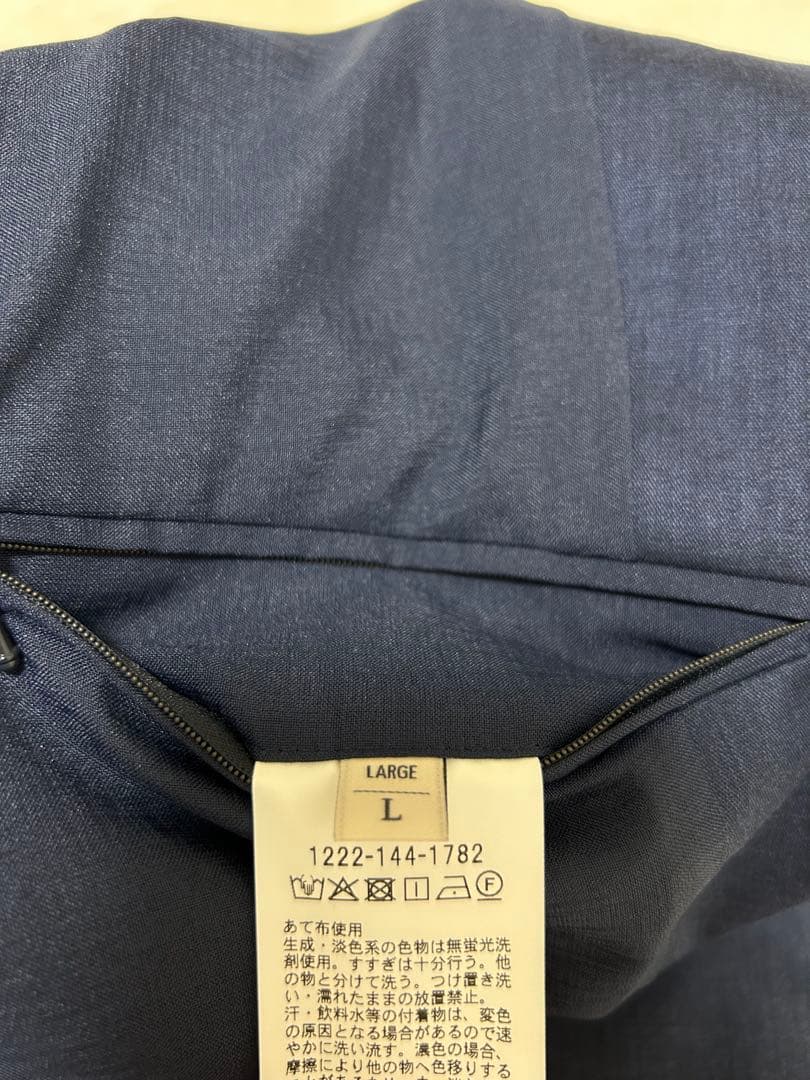 LARGE
L
1222-144-1782
F
あて布使用
生成・淡色系の色物は無蛍光洗
剤使用。すすぎは十分行う。他
の物と分けて洗う。つけ置き洗
い・濡れたままの放置禁止。
汗・飲料水等の付着物は、変色
の原因となる場合があるので速
やかに洗い流す。濃色の場合、
摩擦により他の物へ色移りする